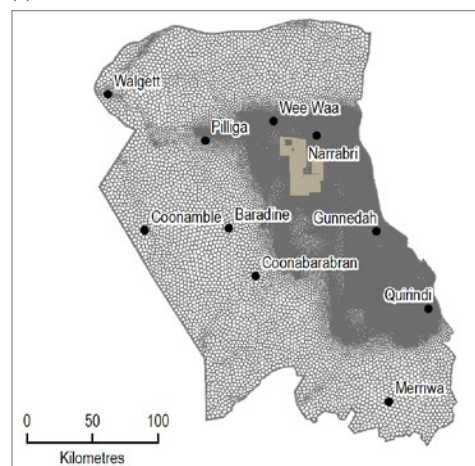 Walgett
Wee Waa
Pilliga
Narrabri
Coonamble
Baradine
Gunnedah
Coonabarabran
Quirindi
Merriwa
0 50 100
Kilometres